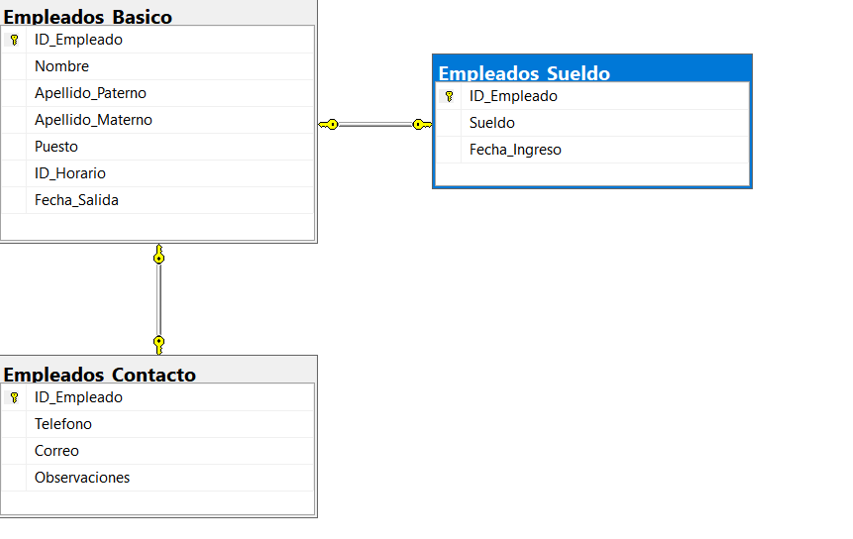 Empleados_Basico
ID_Empleado
Nombre
Apellido_Paterno
Apellido_Materno
Puesto
ID_Horario
Fecha_Salida
Empleados_Sueldo
ID_Empleado
Sueldo
Fecha_Ingreso
Empleados_Contacto
ID_Empleado
Telefono
Correo
Observaciones